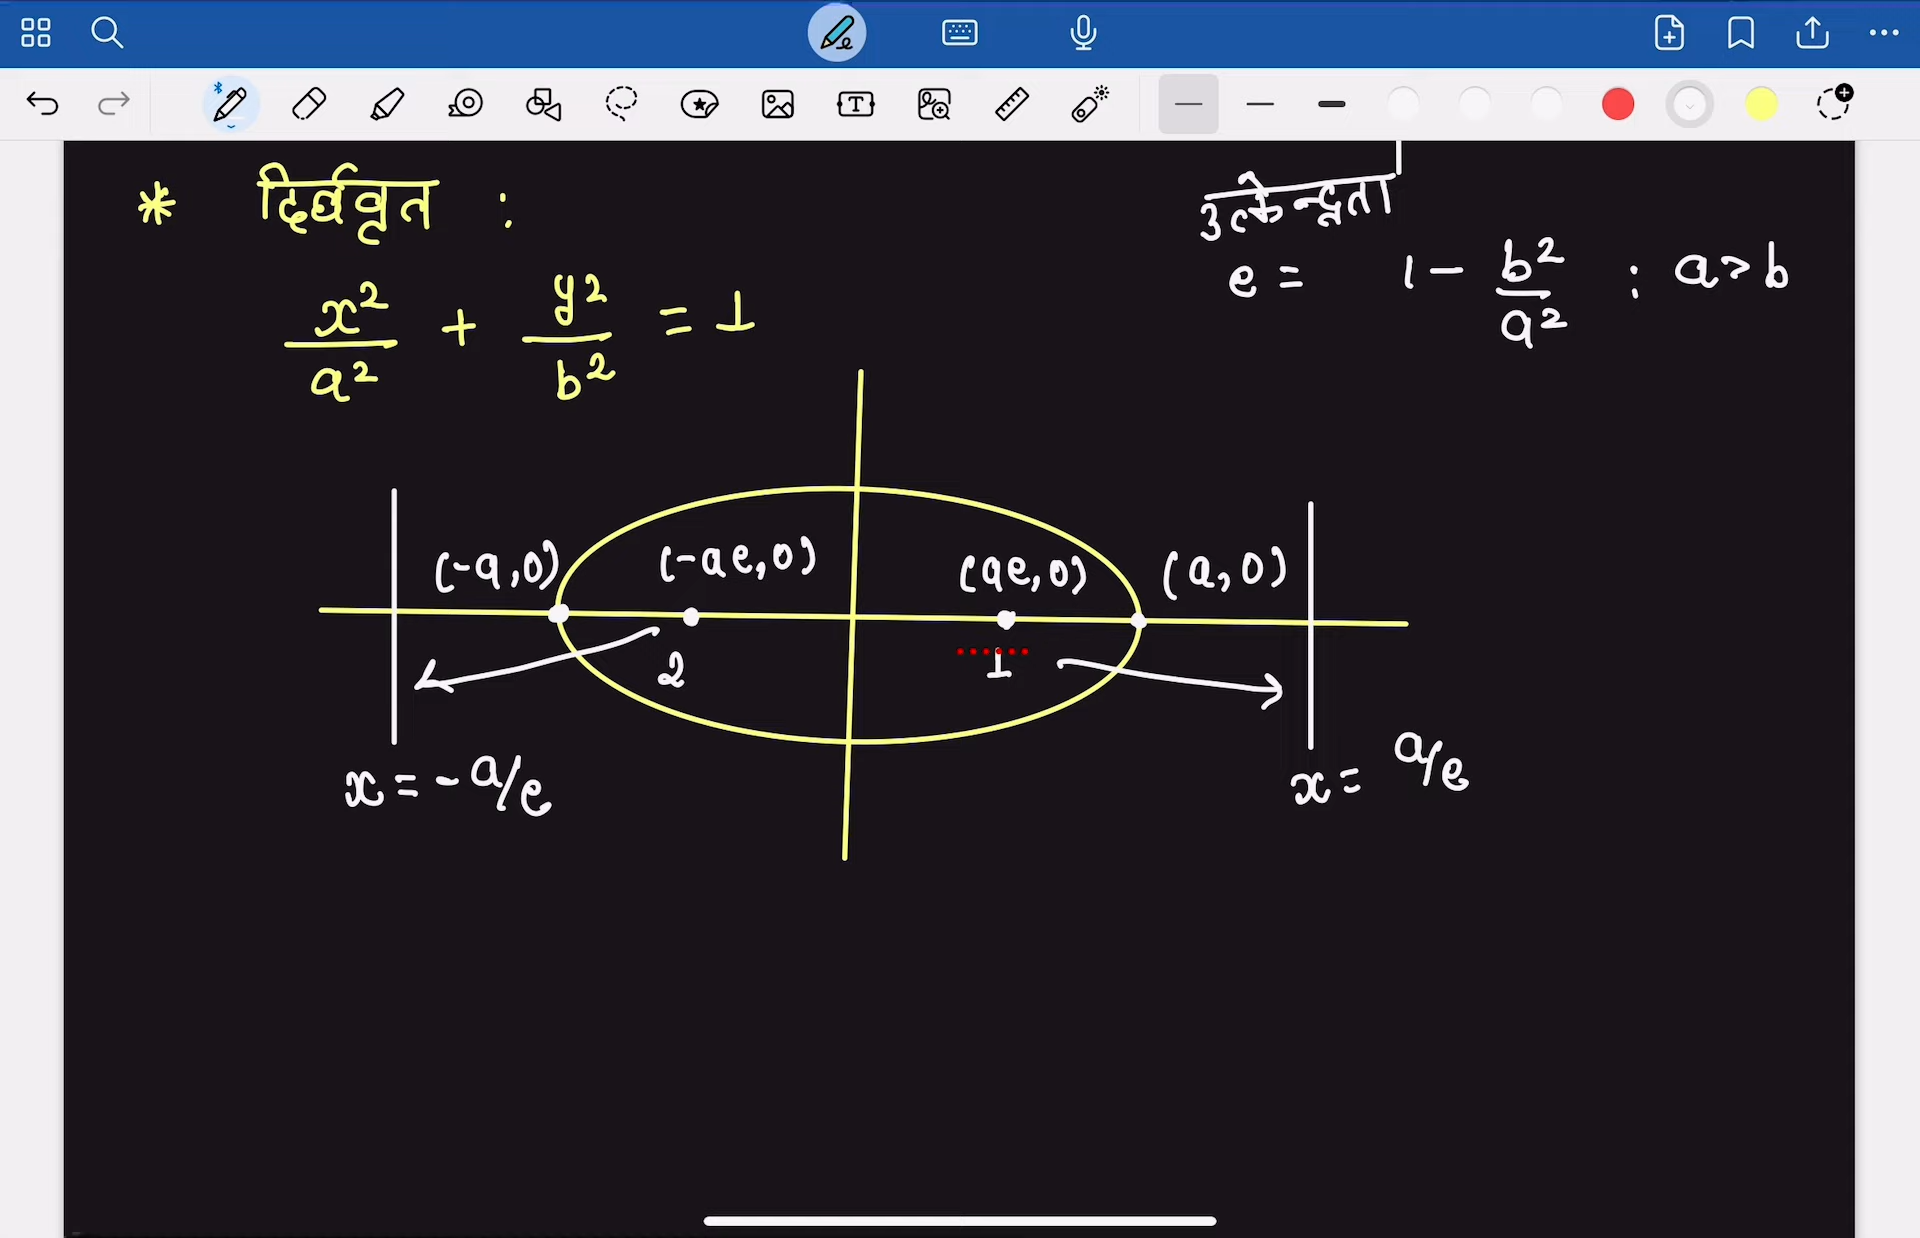 * दिर्घवृत :
उत्केन्द्रता
x²/a² + y²/b² = 1
e = 1 - b²/a² : a > b
(-a,0) (-ae,0) (ae,0) (a,0)
2 1
x = -a/e x = a/e